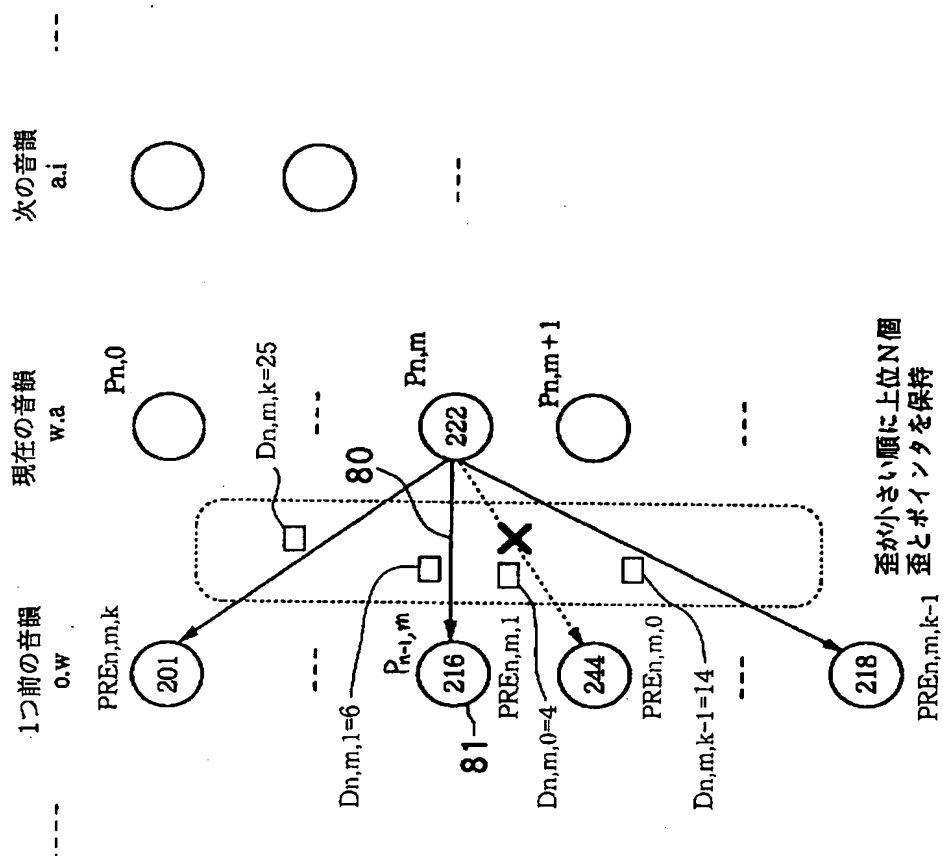 1つ前の音韻
o.w
現在の音韻
w.a
次の音韻
a.i
PREn,m,k
201
Pn,0
Dn,m,k=25
80
Dn,m,1=6
Pn-1,m
216
81
PREn,m,1
222
Pn,m
Dn,m,0=4
244
PREn,m,0
Pn,m+1
Dn,m,k-1=14
218
PREn,m,k-1
歪が小さい順に上位N個
歪とポインタを保持